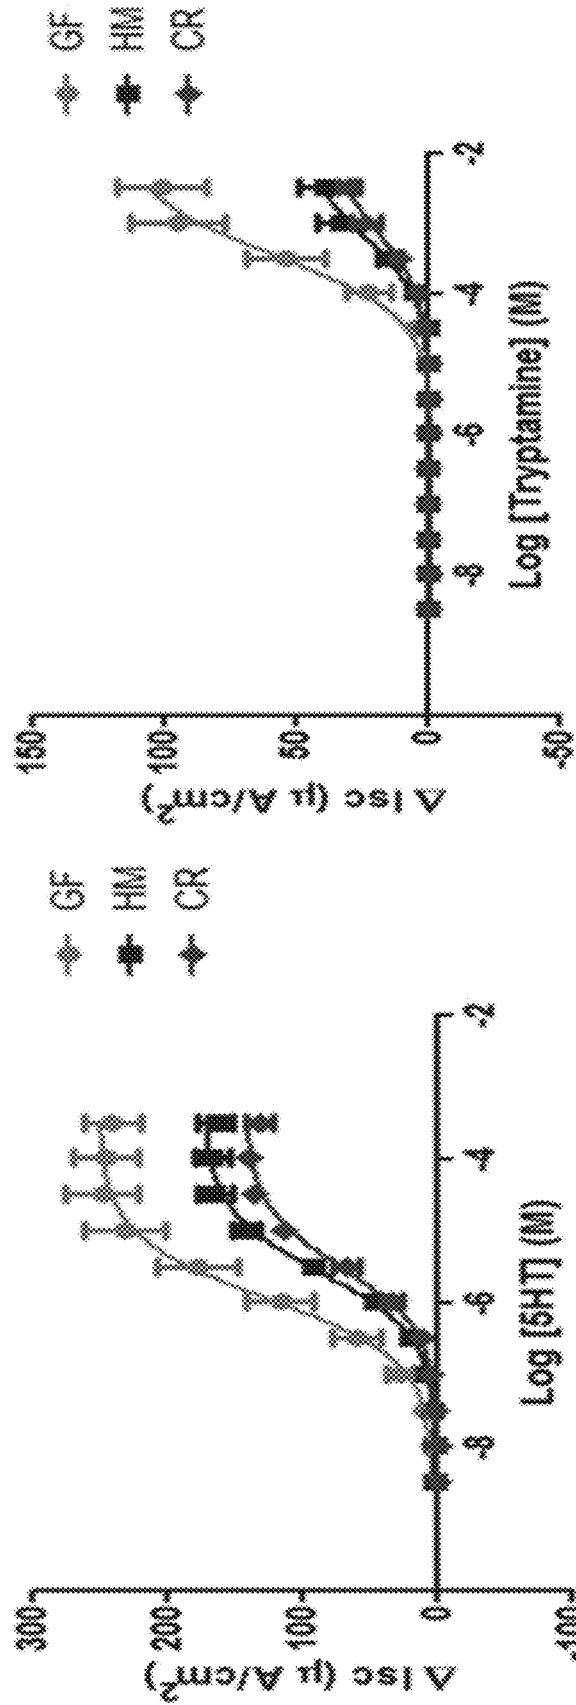 300
200
100
0
-100
Δ Isc (μ A/cm²)
-8
-6
-4
-2
Log [5HT] (M)
GF
HM
CR
150
100
50
0
-50
Δ Isc (μ A/cm²)
-8
-6
-4
-2
Log [Tryptamine] (M)
GF
HM
CR